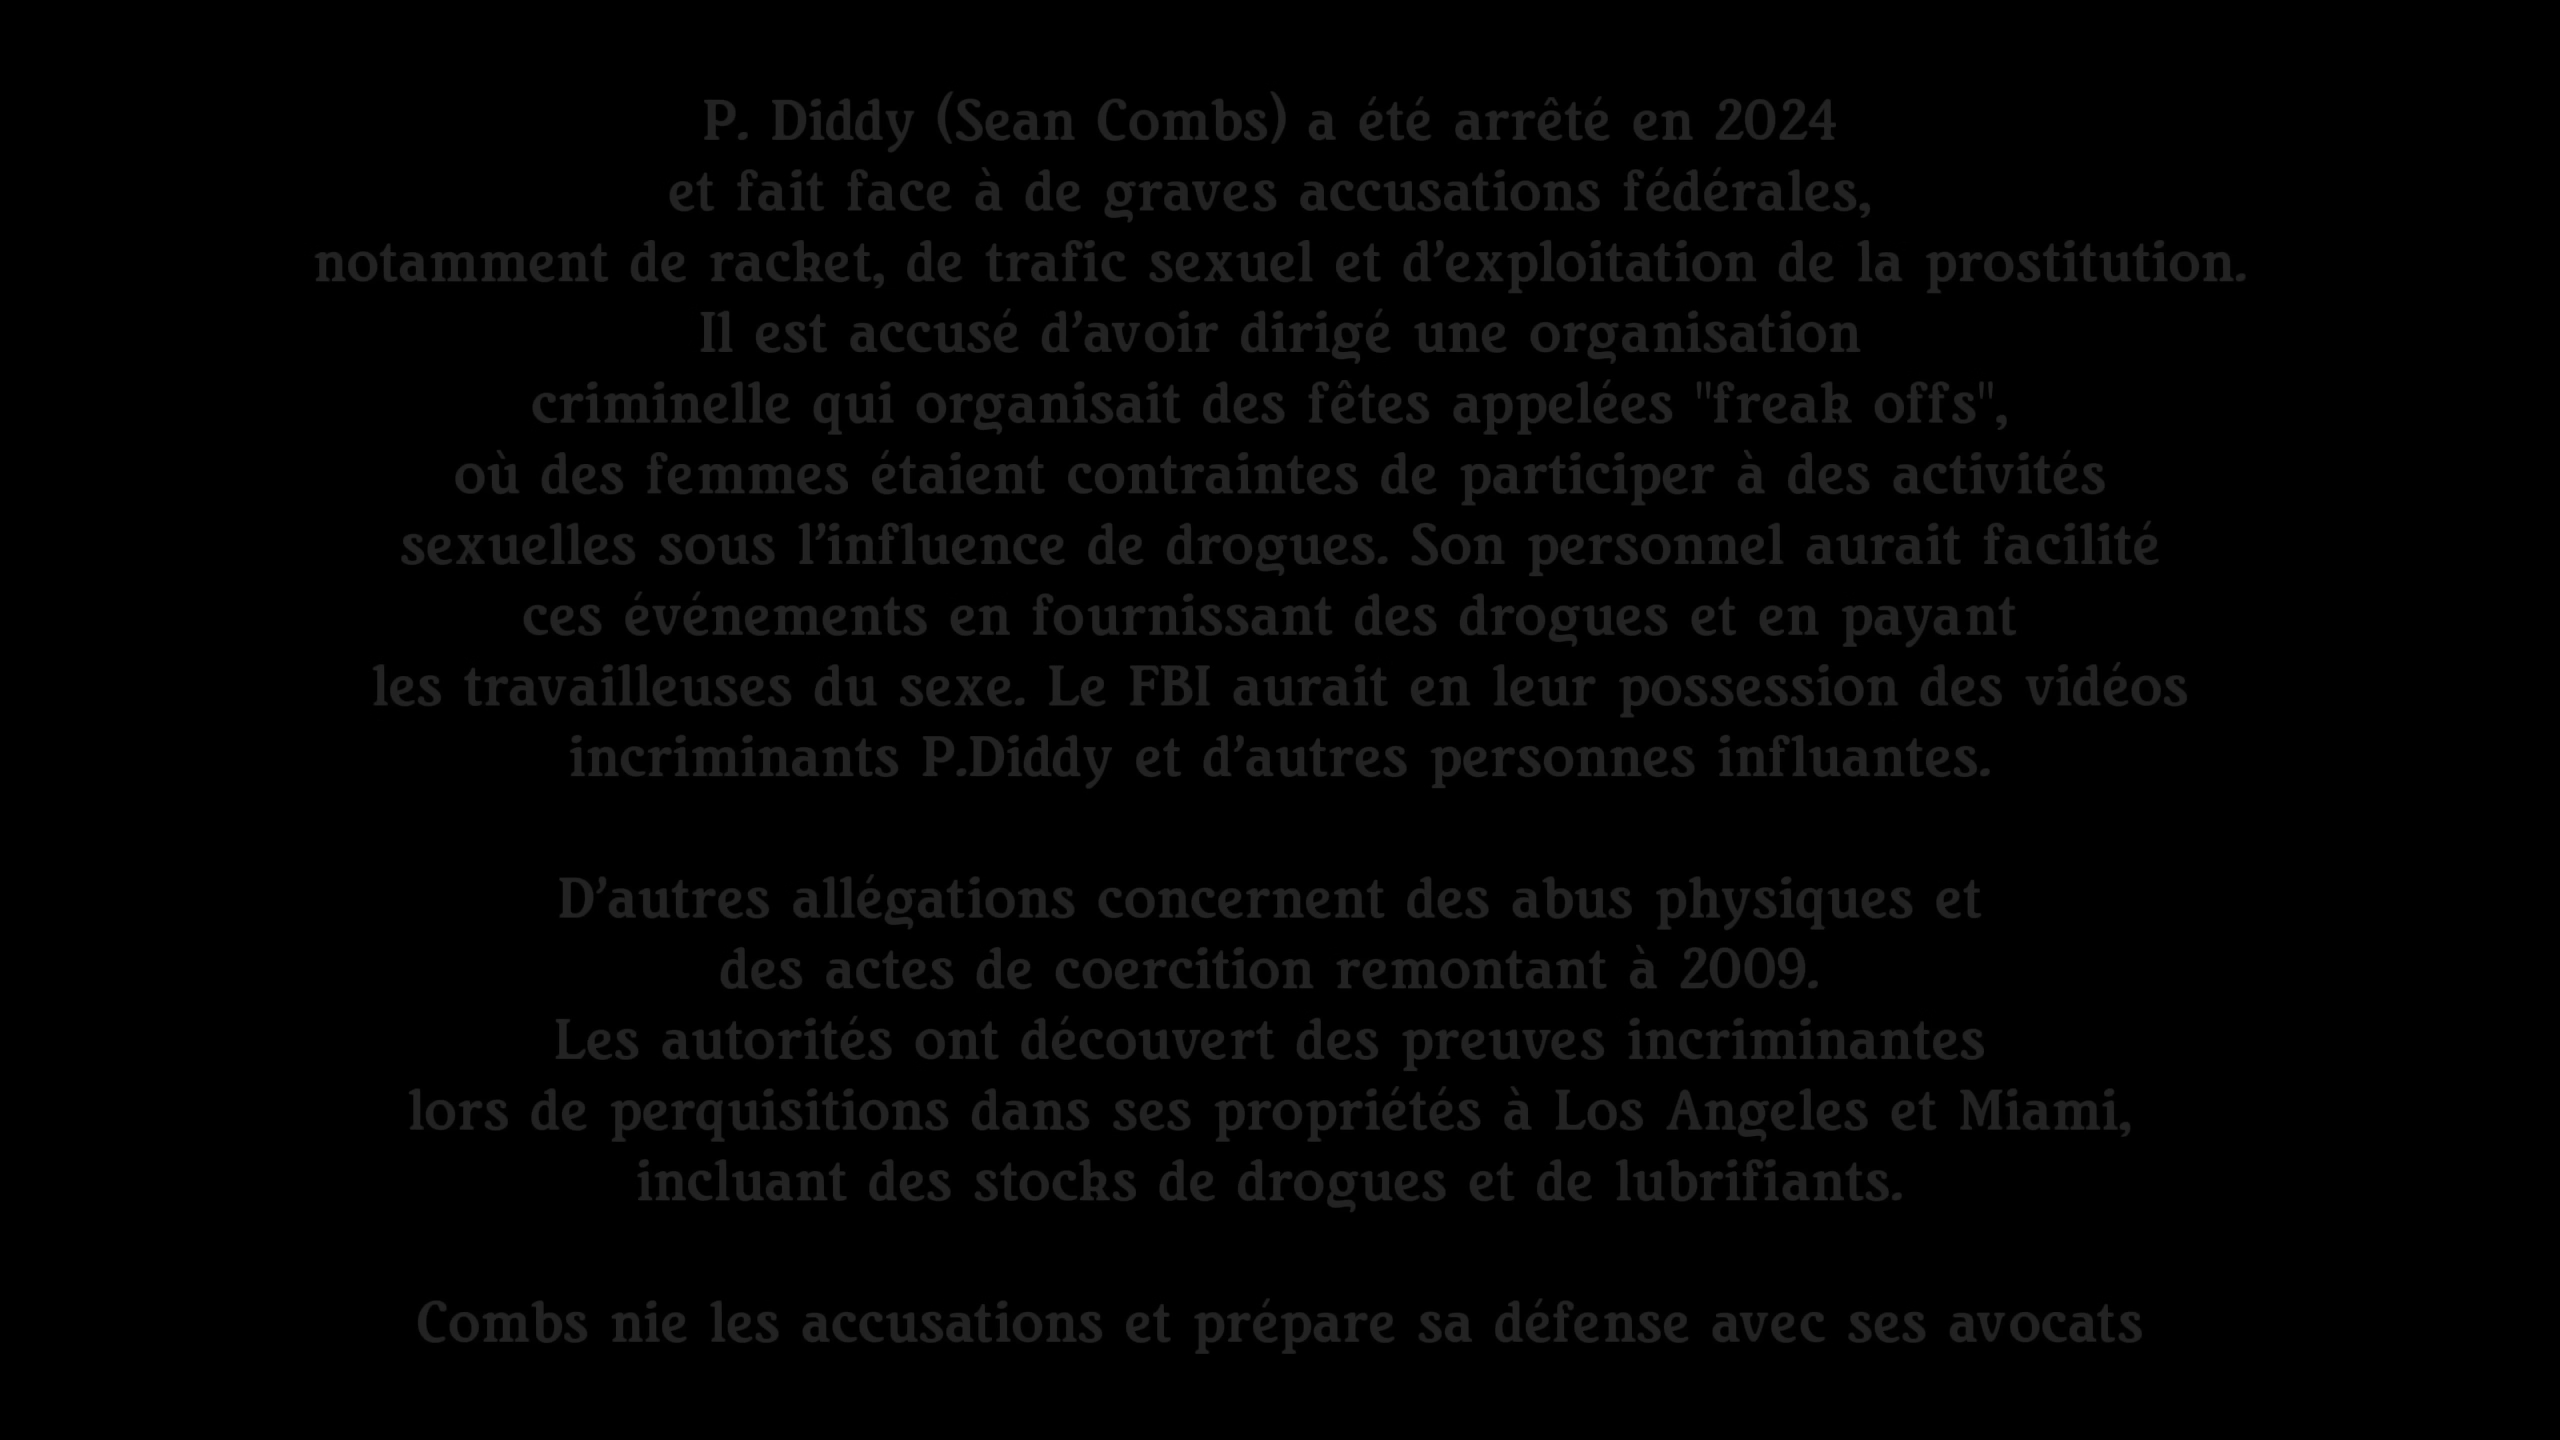 P. Diddy (Sean Combs) a été arrêté en 2024
et fait face à de graves accusations fédérales,
notamment de racket, de trafic sexuel et d’exploitation de la prostitution.
Il est accusé d’avoir dirigé une organisation
criminelle qui organisait des fêtes appelées "freak offs",
où des femmes étaient contraintes de participer à des activités
sexuelles sous l’influence de drogues. Son personnel aurait facilité
ces événements en fournissant des drogues et en payant
les travailleuses du sexe. Le FBI aurait en leur possession des vidéos
incriminants P.Diddy et d’autres personnes influantes.
D’autres allégations concernent des abus physiques et
des actes de coercition remontant à 2009.
Les autorités ont découvert des preuves incriminantes
lors de perquisitions dans ses propriétés à Los Angeles et Miami,
incluant des stocks de drogues et de lubrifiants.
Combs nie les accusations et prépare sa défense avec ses avocats